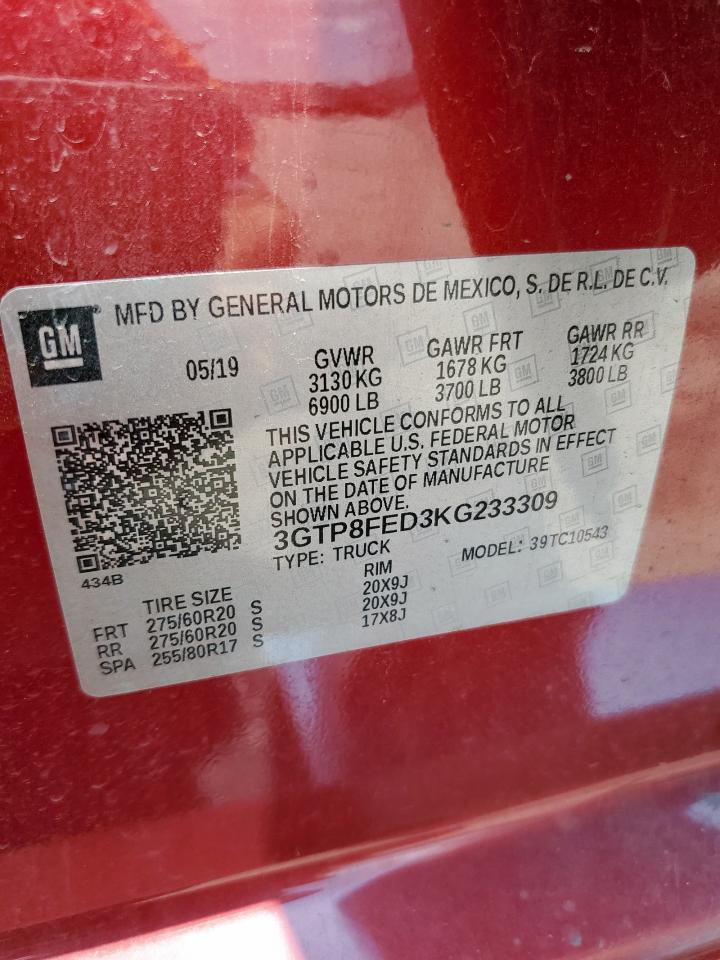 GM
MFD BY GENERAL MOTORS DE MEXICO, S. DE R.L. DE C.V.
05/19
GVWR
3130 KG
6900 LB
GAWR FRT
1678 KG
3700 LB
GAWR RR
1724 KG
3800 LB
THIS VEHICLE CONFORMS TO ALL
APPLICABLE U.S. FEDERAL MOTOR
VEHICLE SAFETY STANDARDS IN EFFECT
ON THE DATE OF MANUFACTURE
SHOWN ABOVE.
3GTP8FED3KG233309
TYPE: TRUCK
MODEL: 39TC10543
434B
TIRE SIZE
RIM
FRT 275/60R20 S 20X9J
RR 275/60R20 S 20X9J
SPA 255/80R17 S 17X8J